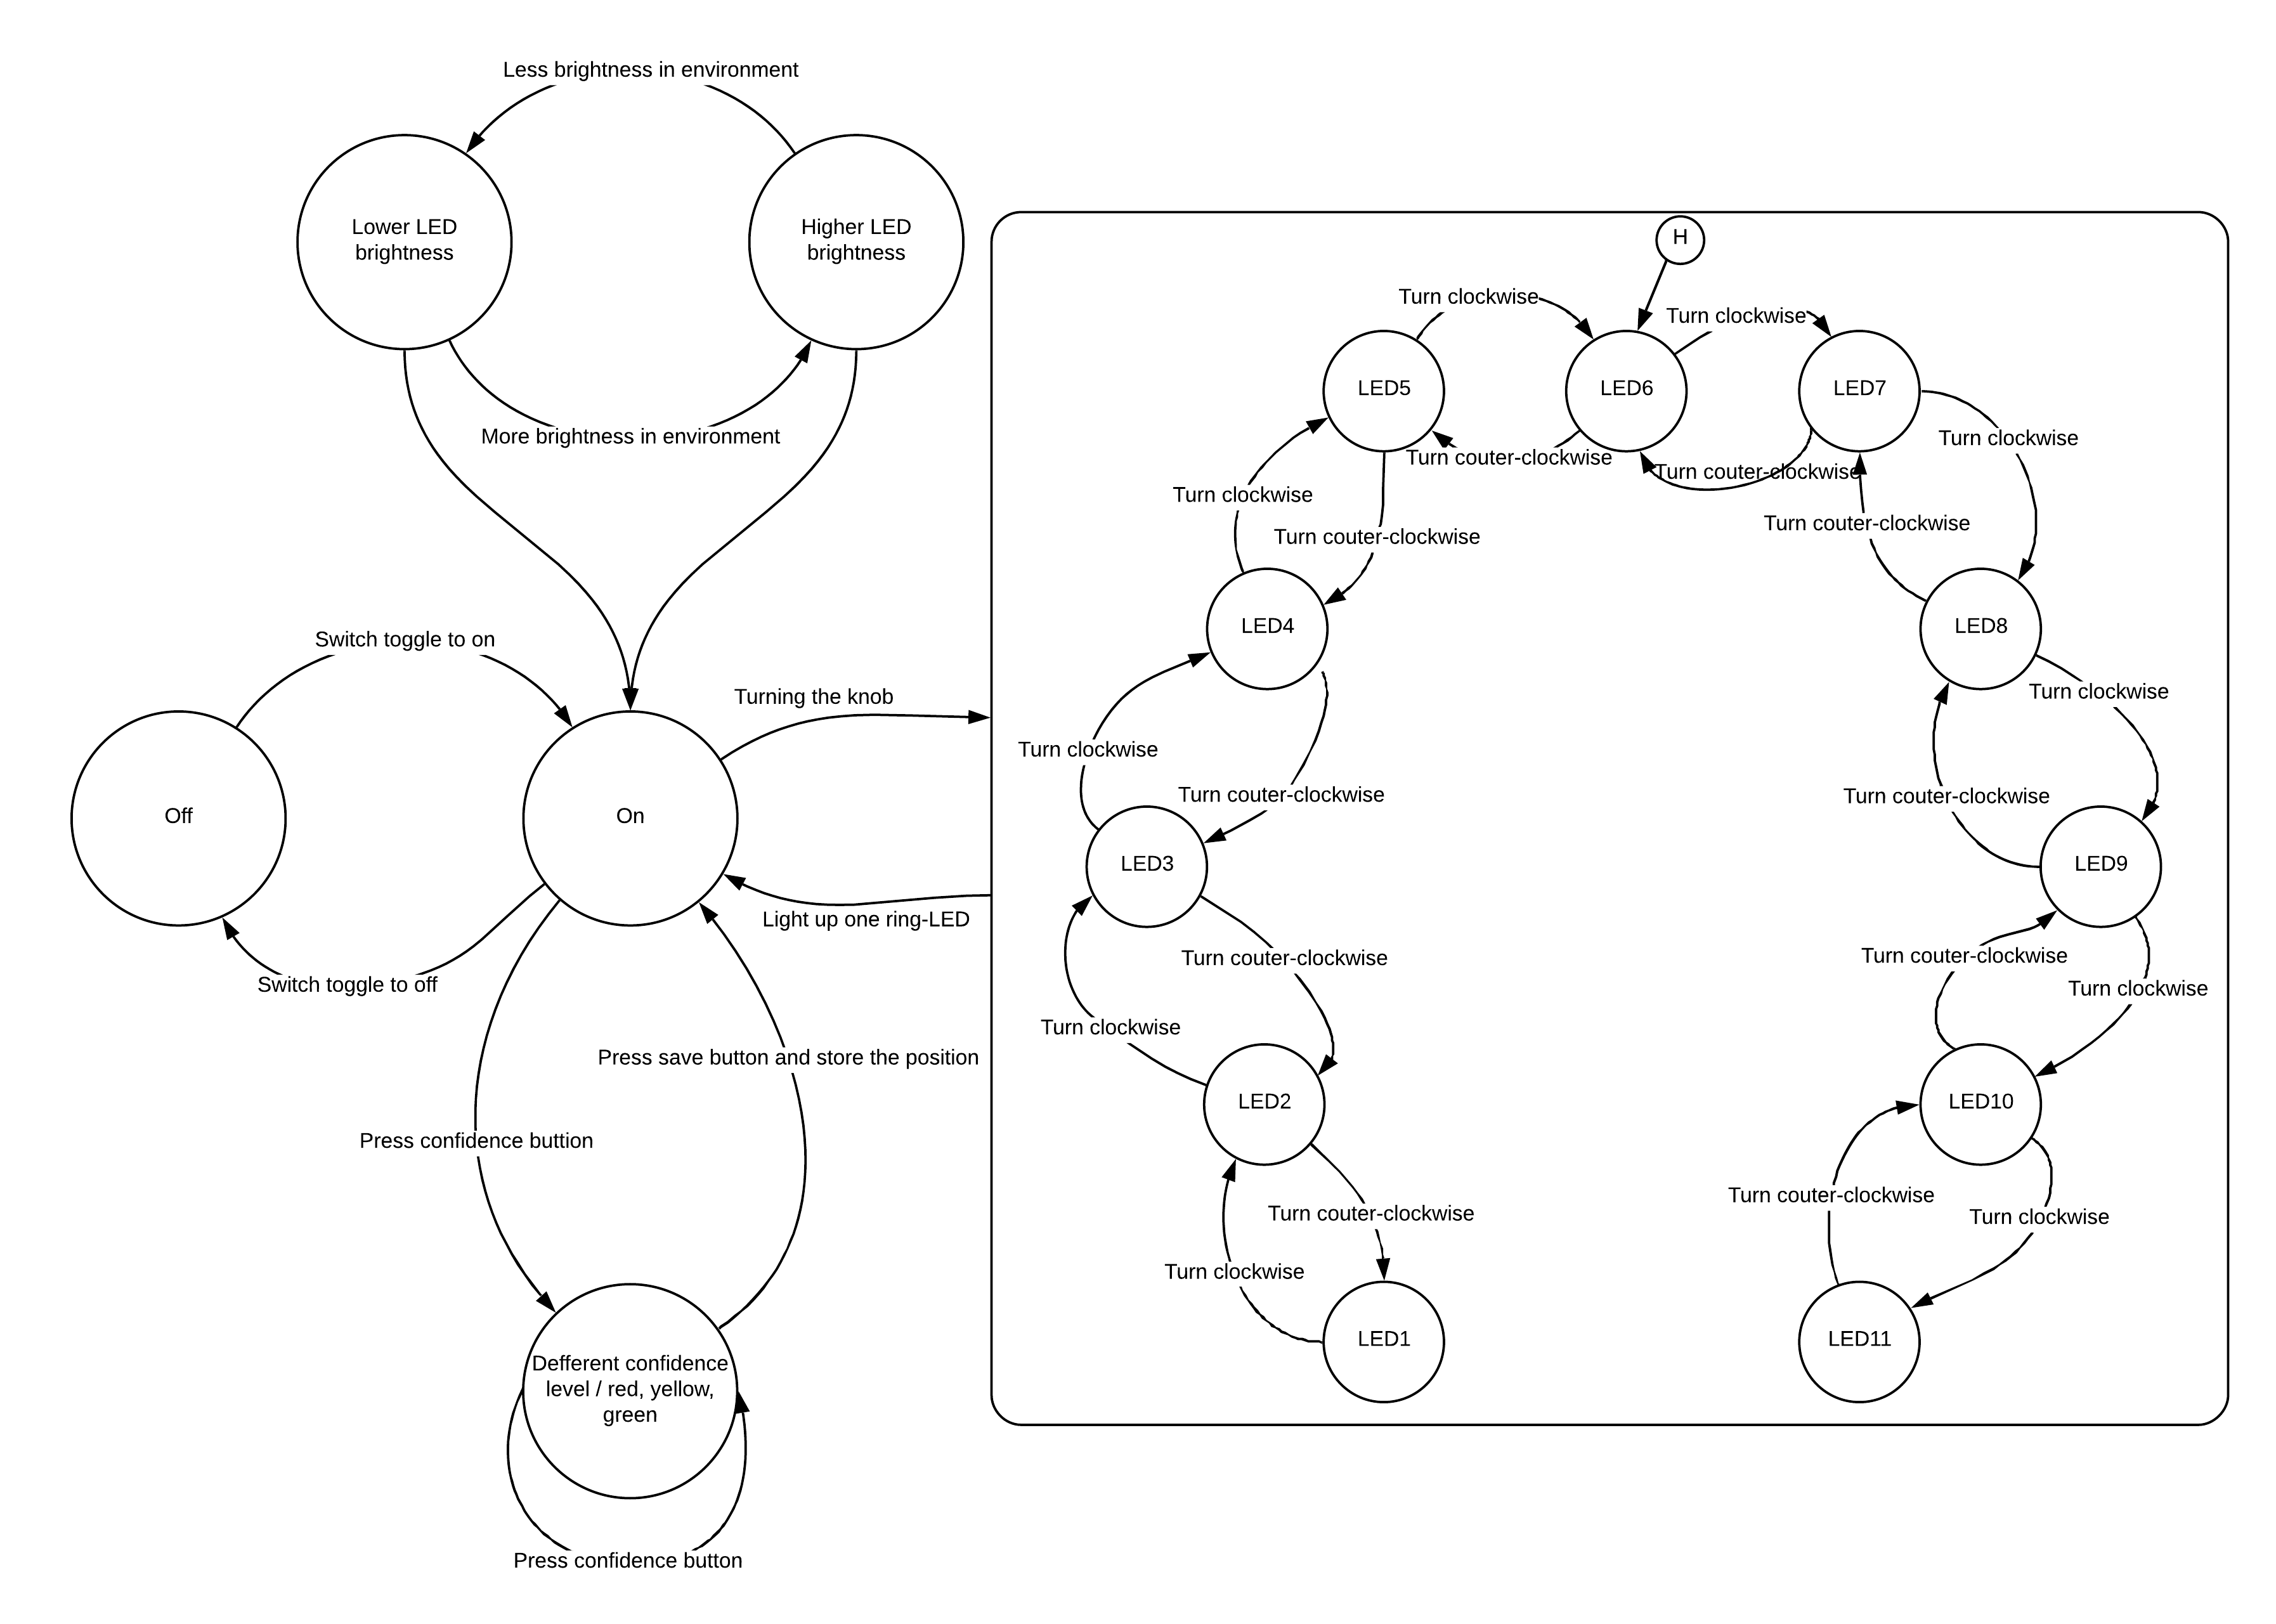 Less brightness in environment
Lower LED
brightness
Higher LED
brightness
More brightness in environment
Switch toggle to on
Off
On
Turning the knob
Light up one ring-LED
Switch toggle to off
Press save button and store the position
Press confidence buttion
Defferent confidence
level / red, yellow,
green
Press confidence button
H
Turn clockwise
Turn clockwise
LED5
LED6
LED7
Turn clockwise
Turn couter-clockwise
Turn couter-clockwise
Turn clockwise
Turn couter-clockwise
Turn couter-clockwise
LED4
LED8
Turn clockwise
Turn clockwise
Turn couter-clockwise
Turn couter-clockwise
LED3
LED9
Turn couter-clockwise
Turn couter-clockwise
Turn clockwise
Turn clockwise
LED2
LED10
Turn couter-clockwise
Turn couter-clockwise
Turn clockwise
Turn clockwise
LED1
LED11